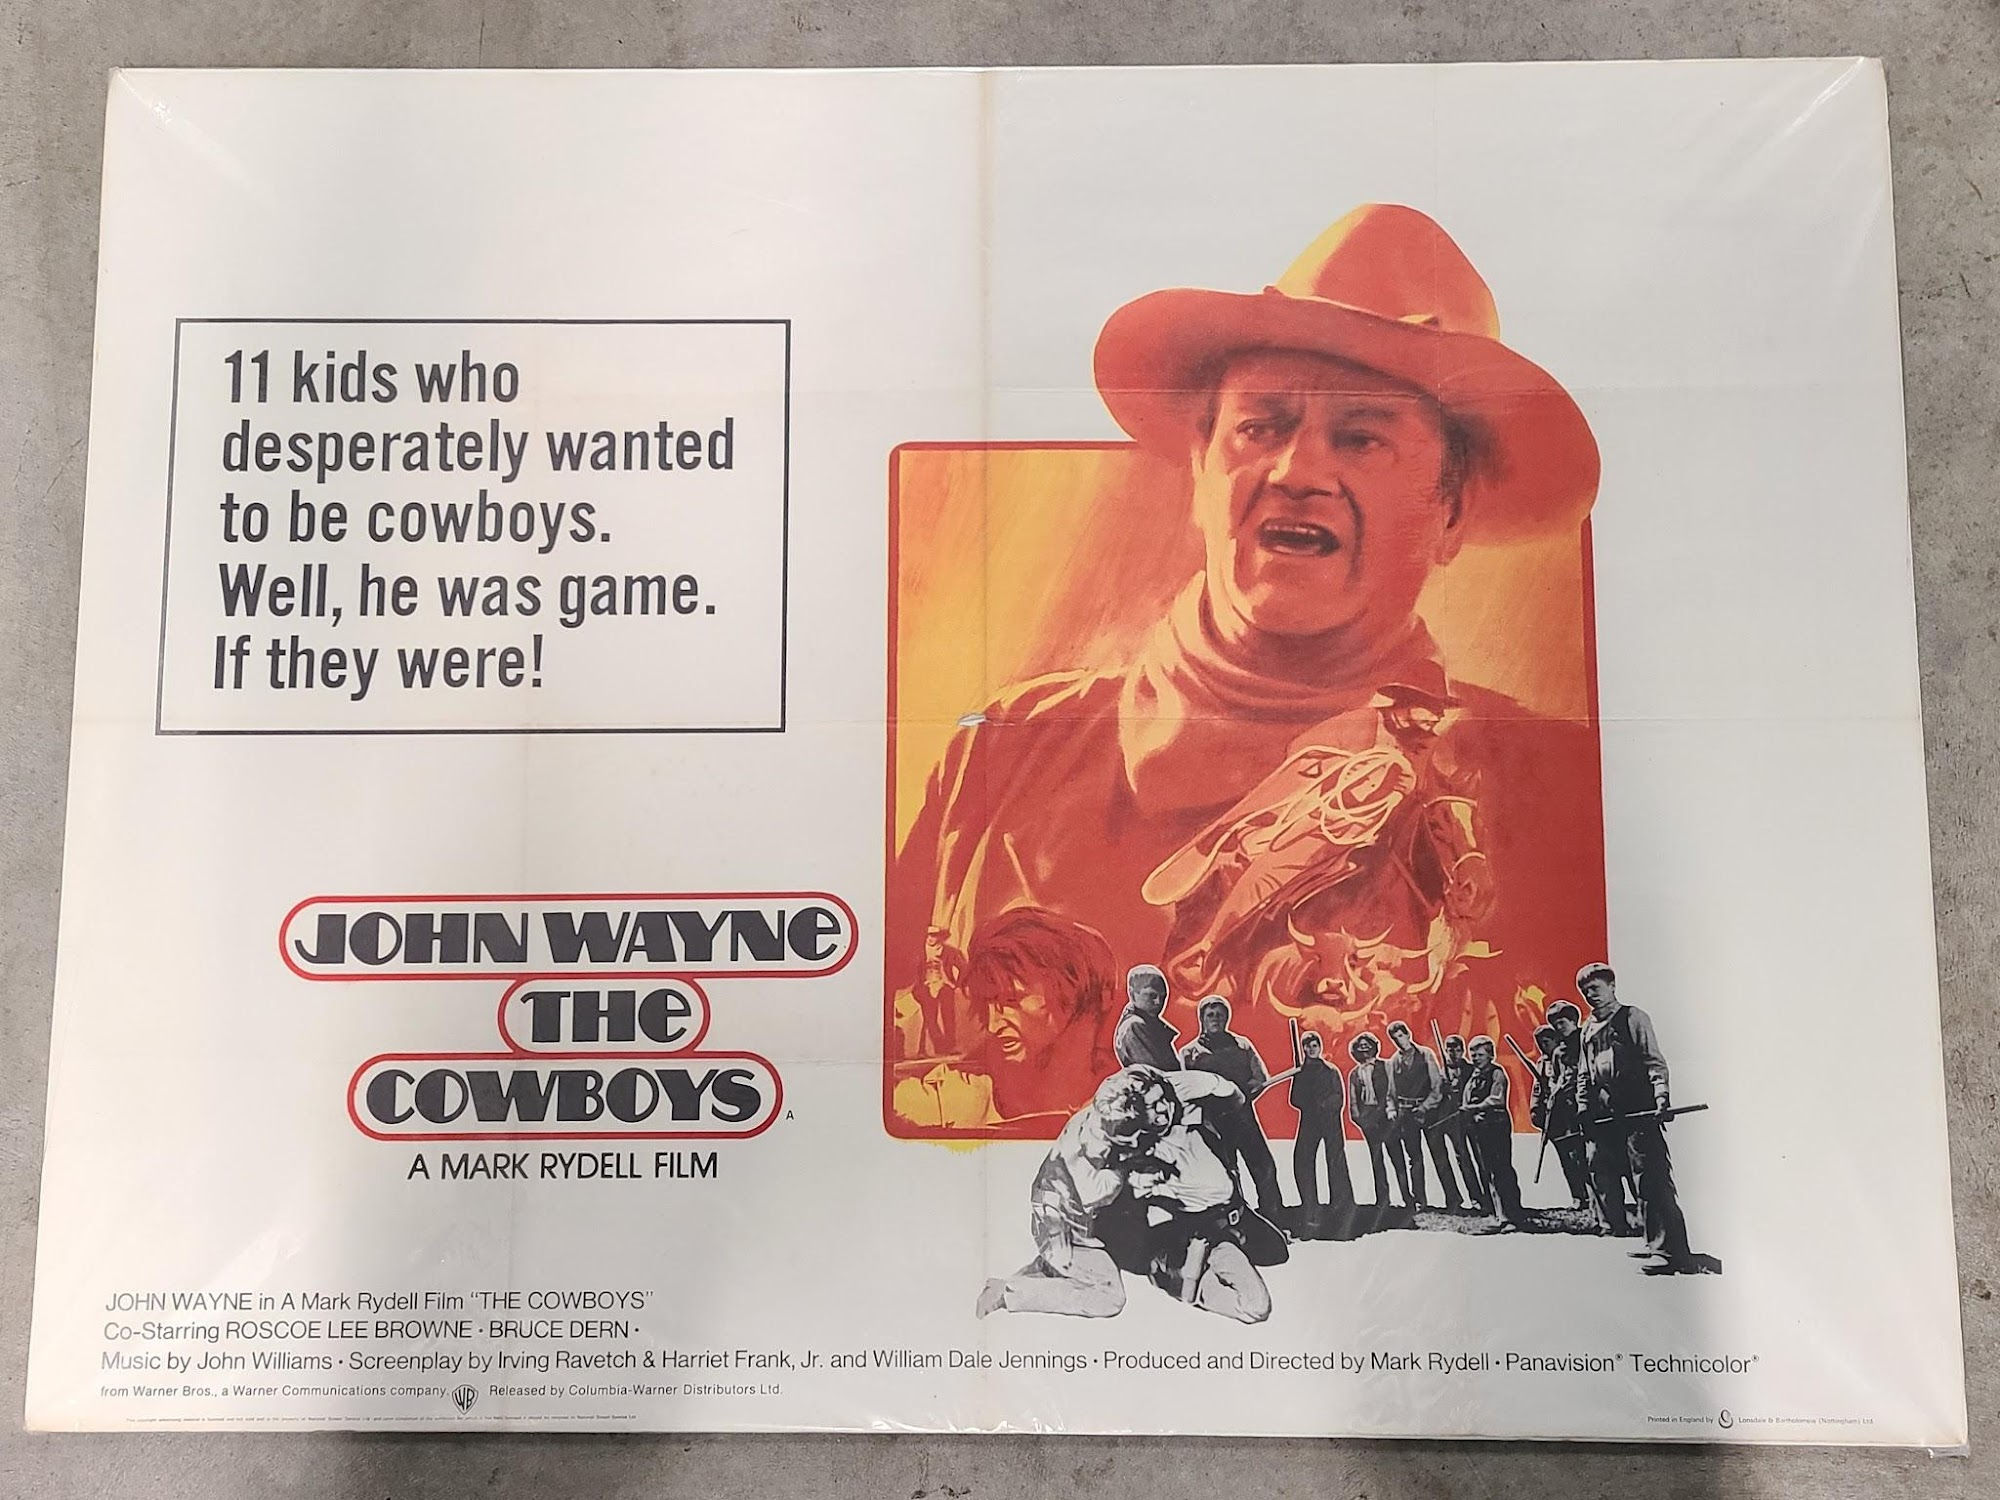 11 kids who
desperately wanted
to be cowboys.
Well, he was game.
If they were!
JOHN WAYNE
THE
COWBOYS
A
A MARK RYDELL FILM
JOHN WAYNE in A Mark Rydell Film "THE COWBOYS"
Co-Starring ROSCOE LEE BROWNE · BRUCE DERN ·
Music by John Williams · Screenplay by Irving Ravetch & Harriet Frank, Jr. and William Dale Jennings · Produced and Directed by Mark Rydell · Panavision® Technicolor®
from Warner Bros., a Warner Communications company. WB Released by Columbia-Warner Distributors Ltd.
Printed in England by Lonsdale & Bartholomew (Nottingham) Ltd